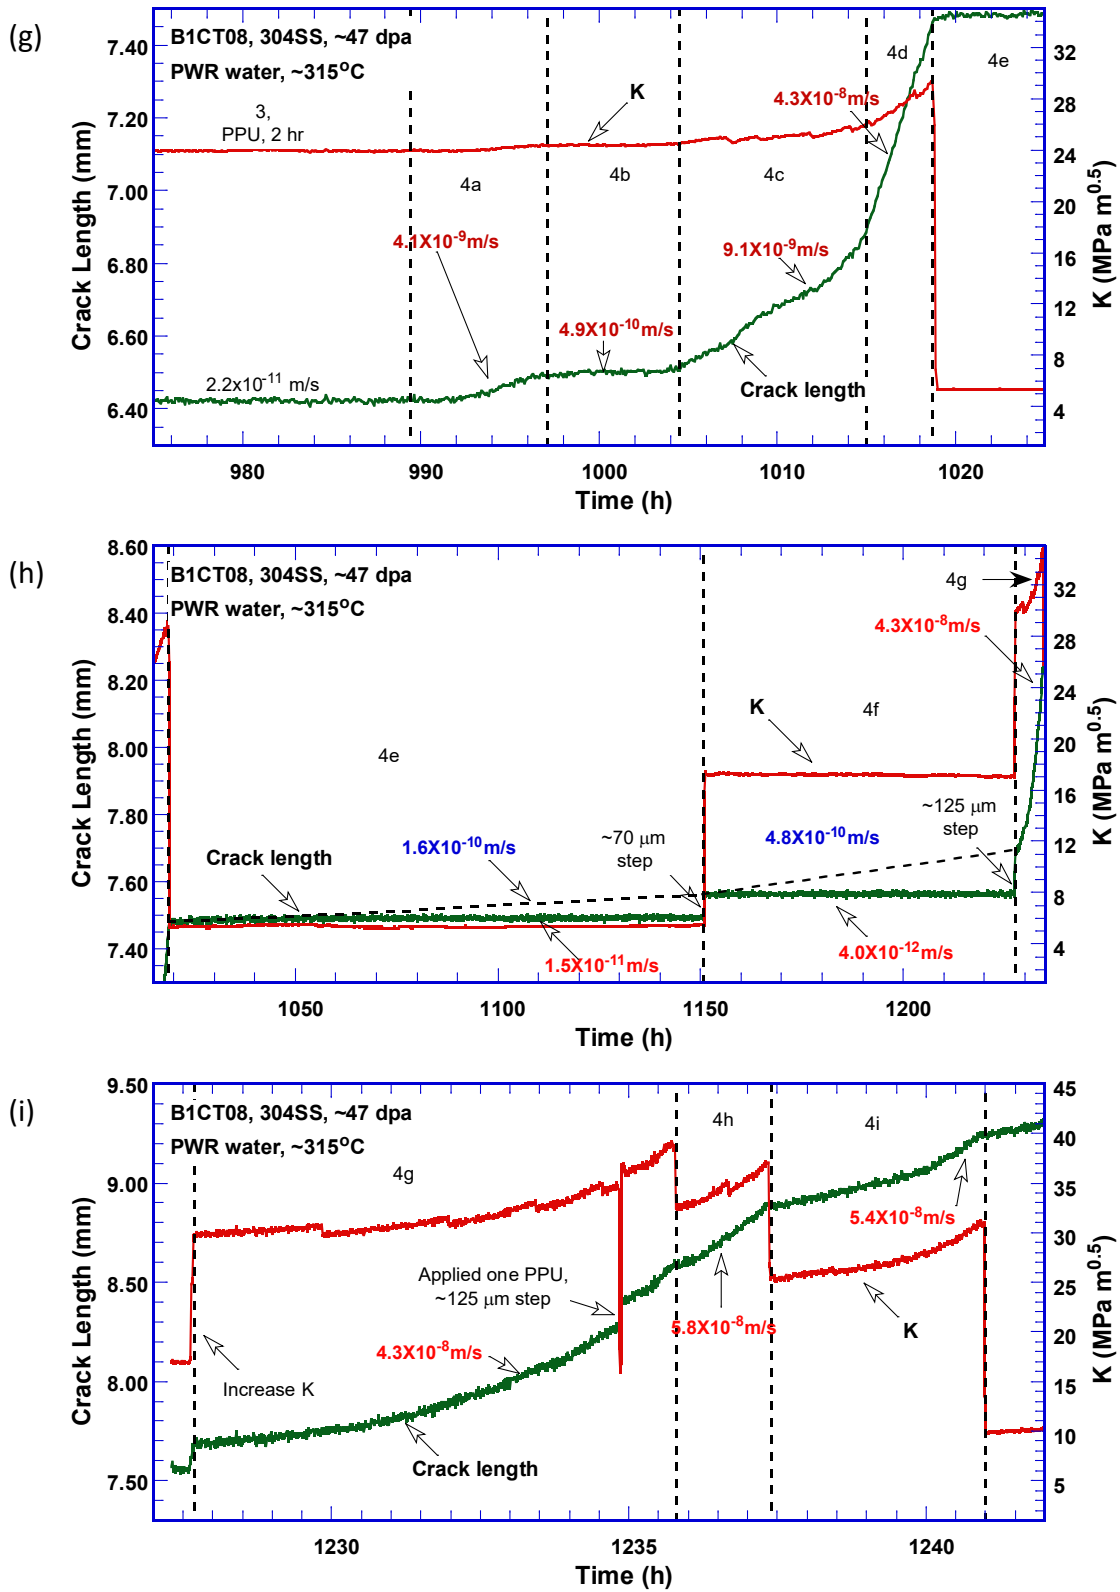 (g)
B1CT08, 304SS, ~47 dpa
PWR water, ~315°C
3,
PPU, 2 hr
K
4a
4b
4c
4d
4e
4.3X10⁻⁸m/s
4.1X10⁻⁹m/s
9.1X10⁻⁹m/s
4.9X10⁻¹⁰m/s
2.2x10⁻¹¹ m/s
Crack length
Crack Length (mm)
7.40
7.20
7.00
6.80
6.60
6.40
K (MPa m⁰·⁵)
32
28
24
20
16
12
8
4
980
990
1000
1010
1020
Time (h)
(h)
B1CT08, 304SS, ~47 dpa
PWR water, ~315°C
4g
4.3X10⁻⁸m/s
K
4f
4e
~125 µm
step
~70 µm
step
Crack length
1.6X10⁻¹⁰m/s
4.8X10⁻¹⁰m/s
1.5X10⁻¹¹m/s
4.0X10⁻¹²m/s
Crack Length (mm)
8.60
8.40
8.20
8.00
7.80
7.60
7.40
K (MPa m⁰·⁵)
32
28
24
20
16
12
8
4
1050
1100
1150
1200
Time (h)
(i)
B1CT08, 304SS, ~47 dpa
PWR water, ~315°C
4g
4h
4i
Applied one PPU,
~125 µm step
5.4X10⁻⁸m/s
5.8X10⁻⁸m/s
4.3X10⁻⁸m/s
K
Increase K
Crack length
Crack Length (mm)
9.50
9.00
8.50
8.00
7.50
K (MPa m⁰·⁵)
45
40
35
30
25
20
15
10
5
1230
1235
1240
Time (h)